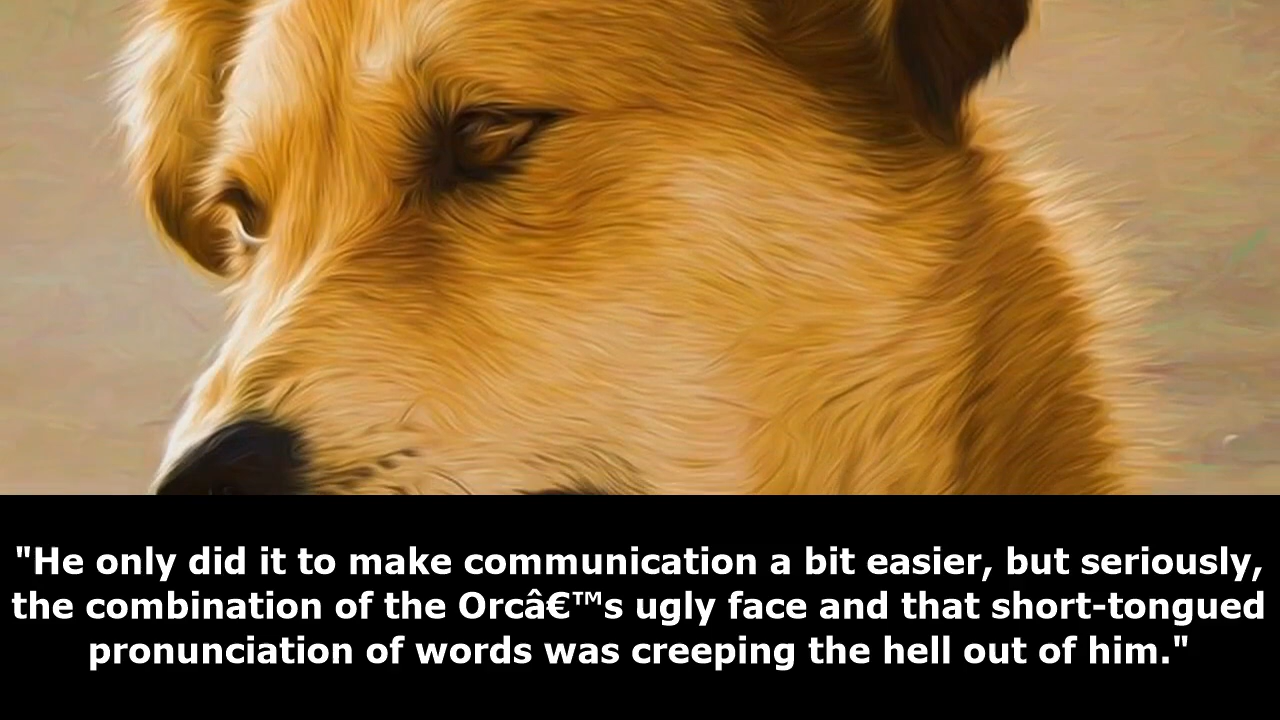 "He only did it to make communication a bit easier, but seriously,
the combination of the Orcâ€™s ugly face and that short-tongued
pronunciation of words was creeping the hell out of him."